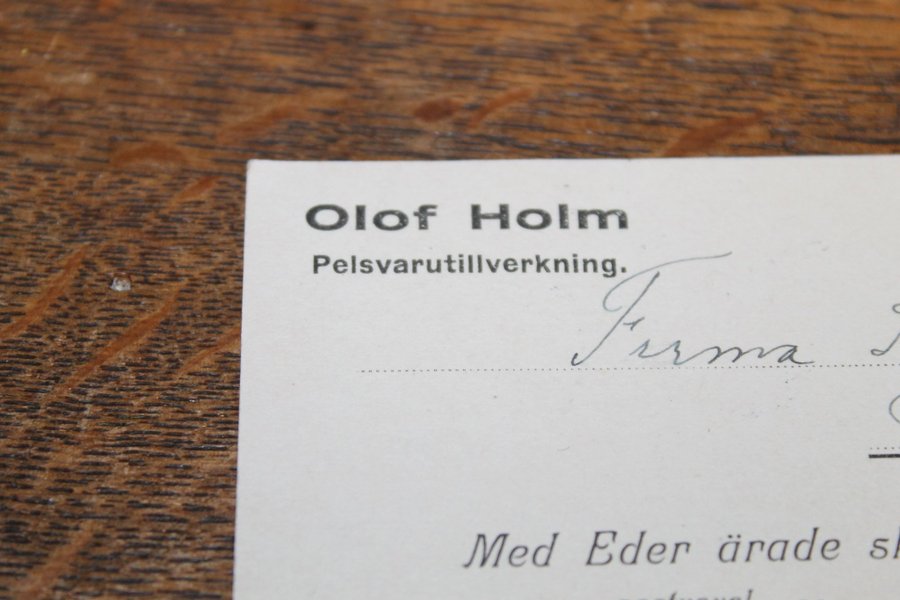 Olof Holm
Pelsvarutillverkning.
Firma
Med Eder ärade